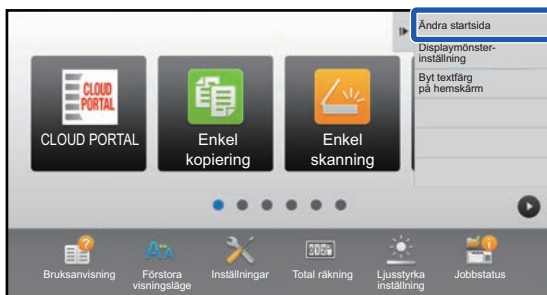 Ändra startsida
Displaymönster-
inställning
Byt textfärg
på hemskärm
CLOUD
PORTAL
CLOUD PORTAL
Enkel
kopiering
Enkel
skanning
Bruksanvisning
Förstora
visningsläge
Inställningar
Total räkning
Ljusstyrka
inställning
Jobbstatus